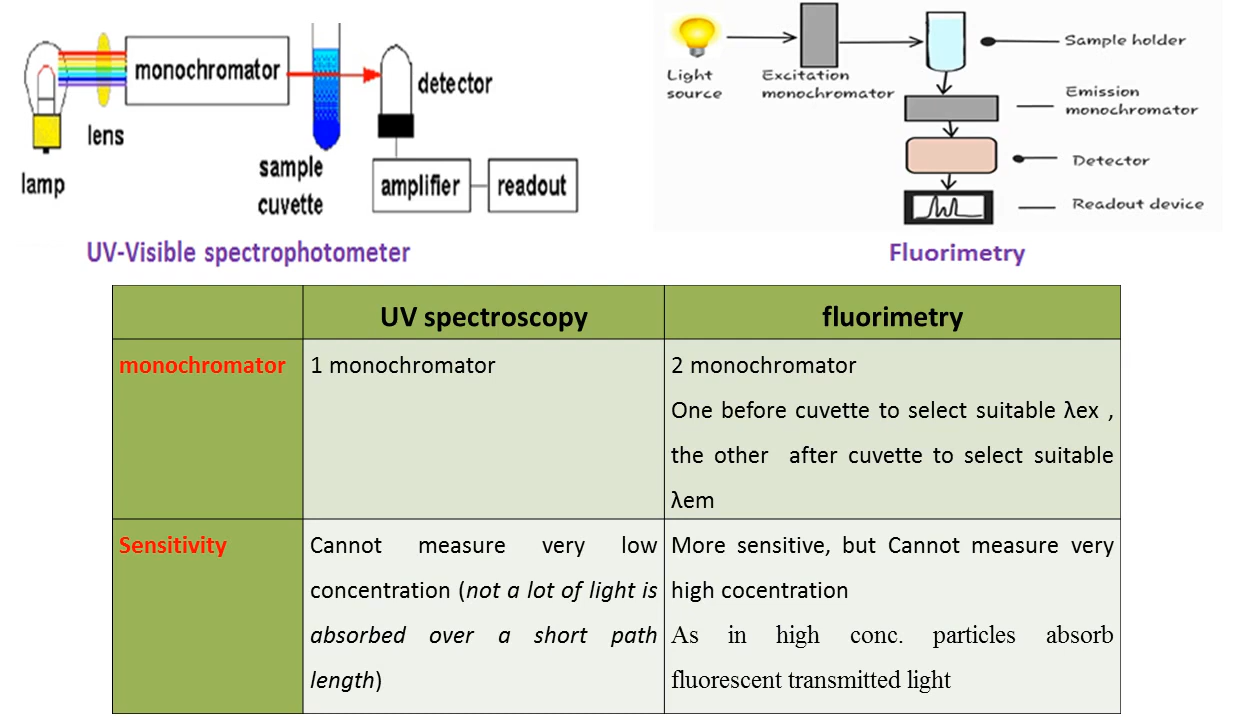 lamp
lens
monochromator
sample
cuvette
detector
amplifier
readout
UV-Visible spectrophotometer
Light
source
Excitation
monochromator
Sample holder
Emission
monochromator
Detector
Readout device
Fluorimetry
UV spectroscopy
fluorimetry
monochromator
1 monochromator
2 monochromator
One before cuvette to select suitable λex ,
the other after cuvette to select suitable
λem
Sensitivity
Cannot measure very low
concentration (not a lot of light is
absorbed over a short path
length)
More sensitive, but Cannot measure very
high cocentration
As in high conc. particles absorb
fluorescent transmitted light